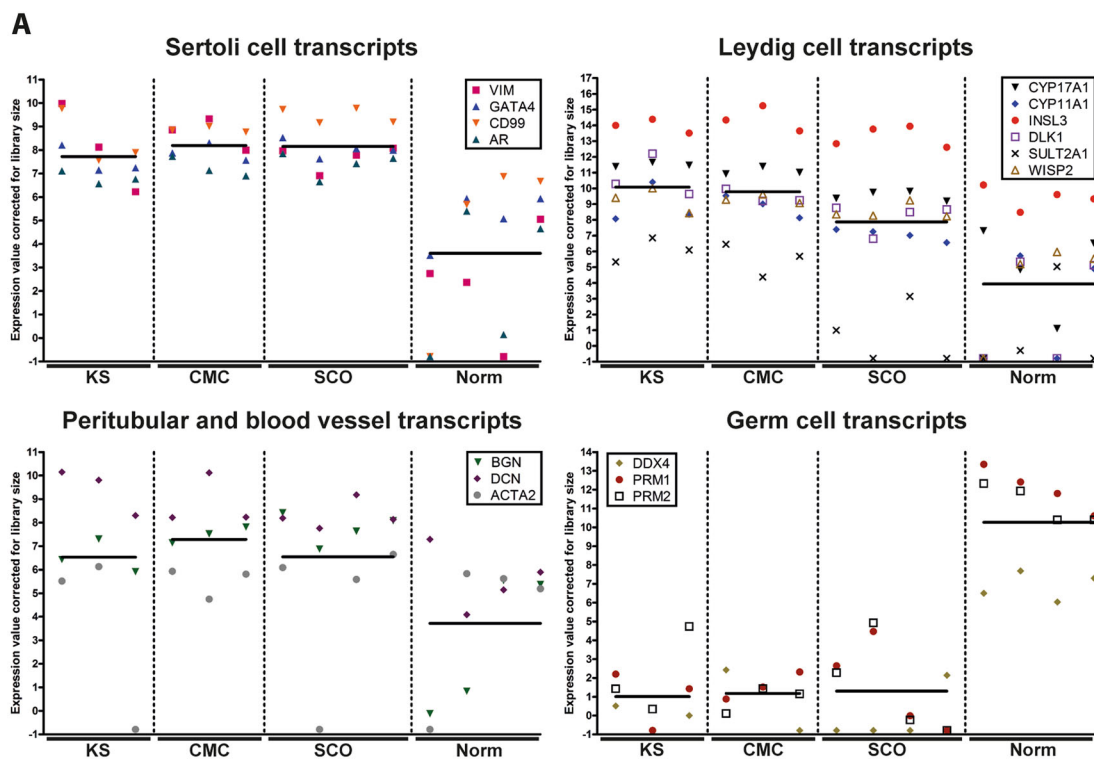 A
Sertoli cell transcripts
Expression value corrected for library size
11
10
9
8
7
6
5
4
3
2
1
0
-1
VIM
GATA4
CD99
AR
KS
CMC
SCO
Norm
Leydig cell transcripts
Expression value corrected for library size
17
16
15
14
13
12
11
10
9
8
7
6
5
4
3
2
1
0
-1
CYP17A1
CYP11A1
INSL3
DLK1
SULT2A1
WISP2
KS
CMC
SCO
Norm
Peritubular and blood vessel transcripts
Expression value corrected for library size
11
10
9
8
7
6
5
4
3
2
1
0
-1
BGN
DCN
ACTA2
KS
CMC
SCO
Norm
Germ cell transcripts
Expression value corrected for library size
14
13
12
11
10
9
8
7
6
5
4
3
2
1
0
-1
DDX4
PRM1
PRM2
KS
CMC
SCO
Norm